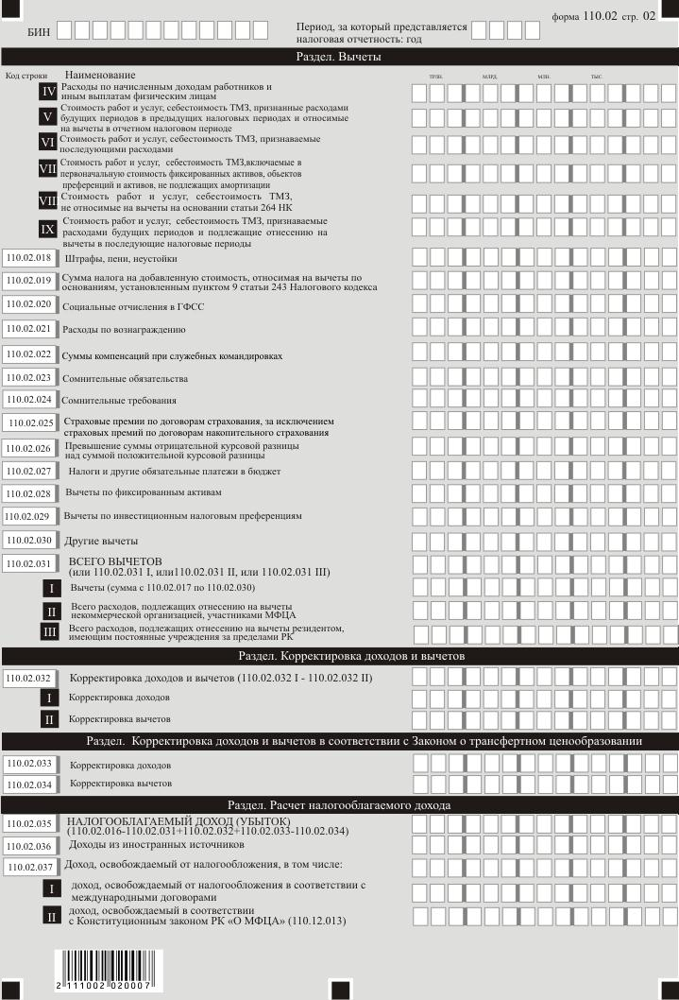 форма 110.02 стр. 02
БИН
Период, за который представляется
налоговая отчетность: год
Раздел. Вычеты
Код строки Наименование ТРЛН. МЛРД. МЛН. ТЫС.
IV Расходы по начисленным доходам работников и
иным выплатам физическим лицам
V Стоимость работ и услуг, себестоимость ТМЗ, признанные расходами
будущих периодов в предыдущих налоговых периодах и относимые
на вычеты в отчетном налоговом периоде
VI Стоимость работ и услуг, себестоимость ТМЗ, признаваемые
последующими расходами
VII Стоимость работ и услуг, себестоимость ТМЗ,включаемые в
первоначальную стоимость фиксированных активов, объектов
преференций и активов, не подлежащих амортизации
VII Стоимость работ и услуг, себестоимость ТМЗ,
не относимые на вычеты на основании статьи 264 НК
IX Стоимость работ и услуг, себестоимость ТМЗ, признаваемые
расходами будущих периодов и подлежащие отнесению на
вычеты в последующие налоговые периоды
110.02.018 Штрафы, пени, неустойки
110.02.019 Сумма налога на добавленную стоимость, относимая на вычеты по
основаниям, установленным пунктом 9 статьи 243 Налогового кодекса
110.02.020 Социальные отчисления в ГФСС
110.02.021 Расходы по вознаграждению
110.02.022 Суммы компенсаций при служебных командировках
110.02.023 Сомнительные обязательства
110.02.024 Сомнительные требования
110.02.025 Страховые премии по договорам страхования, за исключением
страховых премий по договорам накопительного страхования
110.02.026 Превышение суммы отрицательной курсовой разницы
над суммой положительной курсовой разницы
110.02.027 Налоги и другие обязательные платежи в бюджет
110.02.028 Вычеты по фиксированным активам
110.02.029 Вычеты по инвестиционным налоговым преференциям
110.02.030 Другие вычеты
110.02.031 ВСЕГО ВЫЧЕТОВ
(или 110.02.031 I, или110.02.031 II, или 110.02.031 III)
I Вычеты (сумма с 110.02.017 по 110.02.030)
II Всего расходов, подлежащих отнесению на вычеты
некоммерческой организацией, участниками МФЦА
III Всего расходов, подлежащих отнесению на вычеты резидентом,
имеющим постоянные учреждения за пределами РК
Раздел. Корректировка доходов и вычетов
110.02.032 Корректировка доходов и вычетов (110.02.032 I - 110.02.032 II)
I Корректировка доходов
II Корректировка вычетов
Раздел. Корректировка доходов и вычетов в соответствии с Законом о трансфертном ценообразовании
110.02.033 Корректировка доходов
110.02.034 Корректировка вычетов
Раздел. Расчет налогооблагаемого дохода
110.02.035 НАЛОГООБЛАГАЕМЫЙ ДОХОД (УБЫТОК)
(110.02.016-110.02.031+110.02.032+110.02.033-110.02.034)
110.02.036 Доходы из иностранных источников
110.02.037 Доход, освобождаемый от налогообложения, в том числе:
I доход, освобождаемый от налогообложения в соответствии с
международными договорами
II доход, освобождаемый в соответствии
с Конституционным законом РК «О МФЦА» (110.12.013)
2 111002 020007